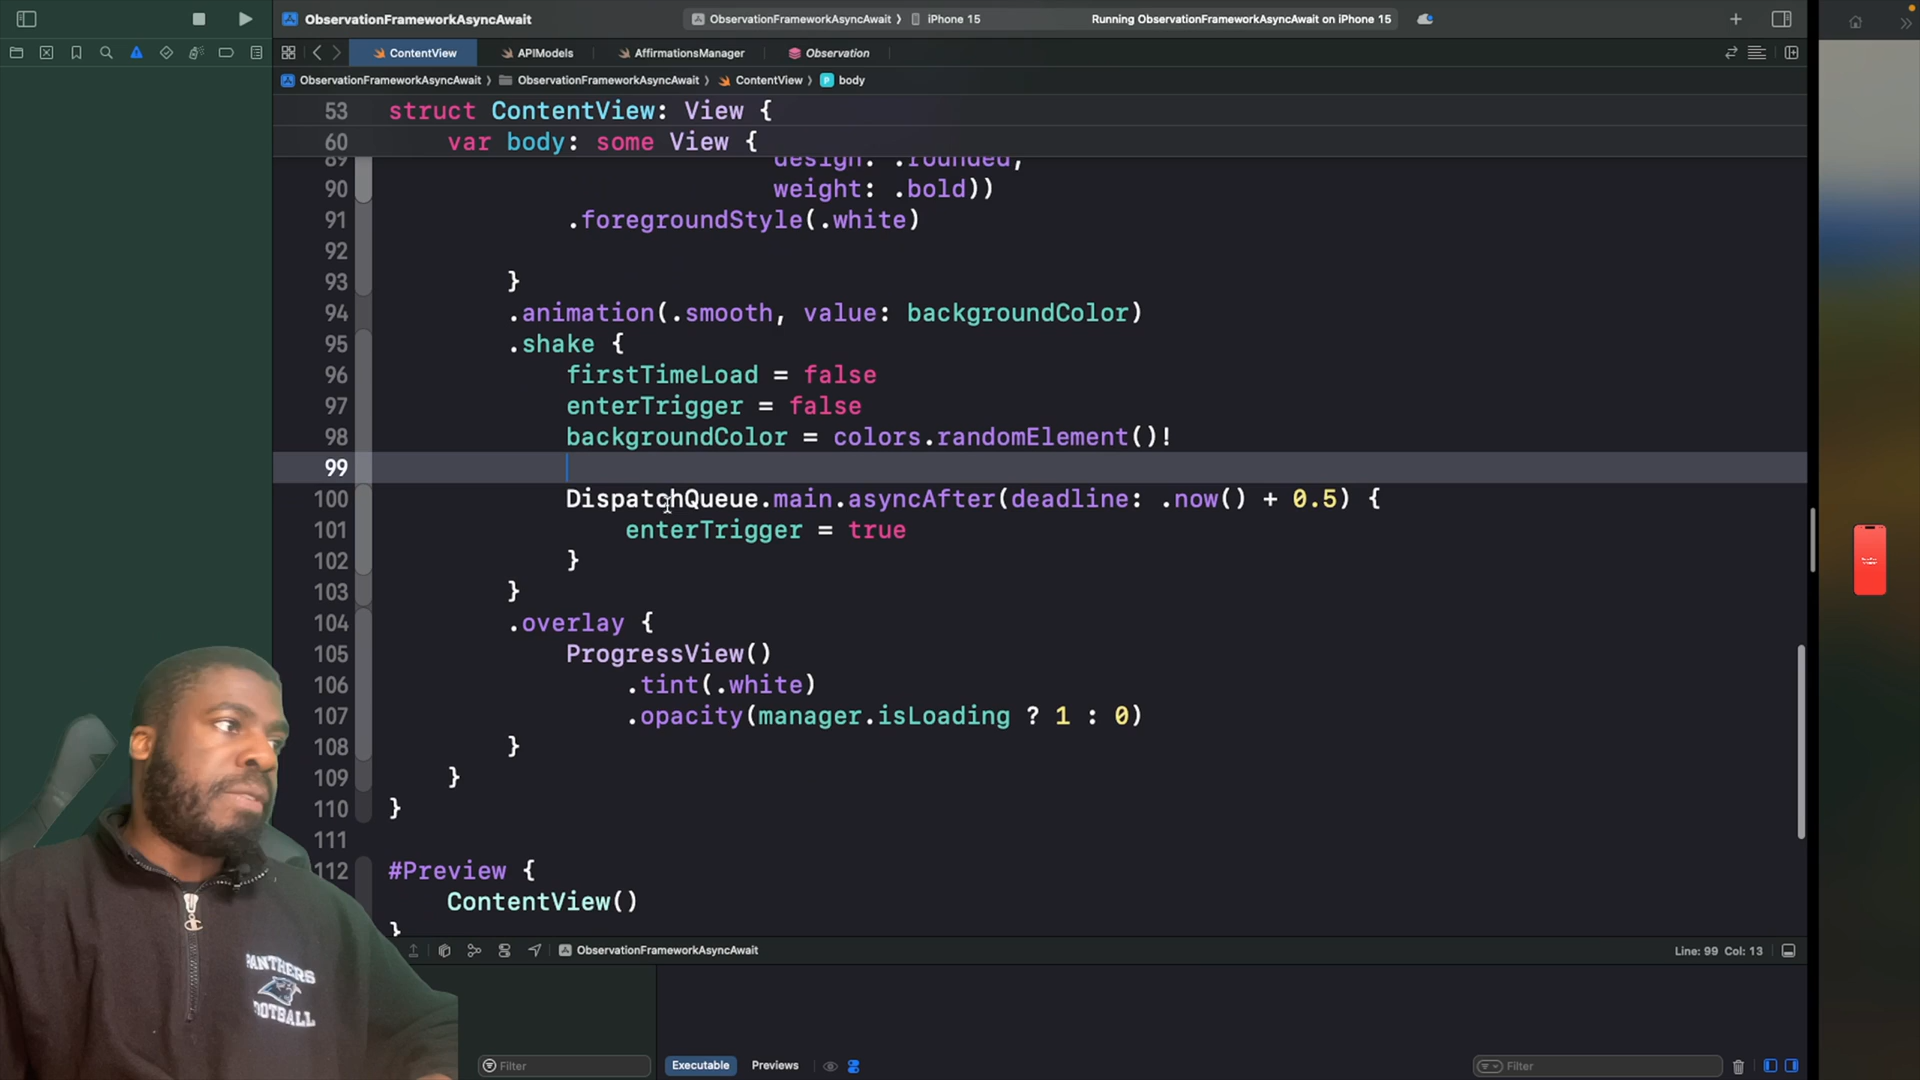 ObservationFrameworkAsyncAwait
ObservationFrameworkAsyncAwait 〉 iPhone 15
Running ObservationFrameworkAsyncAwait on iPhone 15
ContentView
APIModels
AffirmationsManager
Observation
ObservationFrameworkAsyncAwait 〉 ObservationFrameworkAsyncAwait 〉 ContentView 〉 P body
53 struct ContentView: View {
60 var body: some View {
89 design: .rounded,
90 weight: .bold))
91 .foregroundStyle(.white)
92
93 }
94 .animation(.smooth, value: backgroundColor)
95 .shake {
96 firstTimeLoad = false
97 enterTrigger = false
98 backgroundColor = colors.randomElement()!
99
100 DispatchQueue.main.asyncAfter(deadline: .now() + 0.5) {
101 enterTrigger = true
102 }
103 }
104 .overlay {
105 ProgressView()
106 .tint(.white)
107 .opacity(manager.isLoading ? 1 : 0)
108 }
109 }
110 }
111
112 #Preview {
ContentView()
}
ObservationFrameworkAsyncAwait
Line: 99 Col: 13
PANTHERS
FOOTBALL
Filter
Executable
Previews
Filter